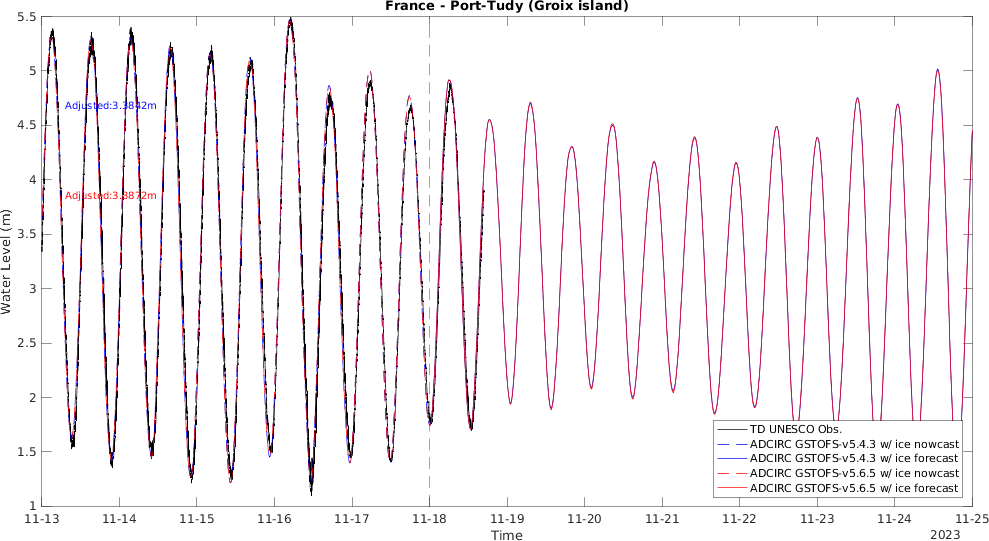 France - Port-Tudy (Groix island)
5.5
5
4.5
4
3.5
3
2.5
2
1.5
1
Water Level (m)
Adjusted:3.3842m
Adjusted:3.3872m
TD UNESCO Obs.
ADCIRC GSTOFS-v5.4.3 w/ ice nowcast
ADCIRC GSTOFS-v5.4.3 w/ ice forecast
ADCIRC GSTOFS-v5.6.5 w/ ice nowcast
ADCIRC GSTOFS-v5.6.5 w/ ice forecast
11-13 11-14 11-15 11-16 11-17 11-18 11-19 11-20 11-21 11-22 11-23 11-24 11-25
Time
2023